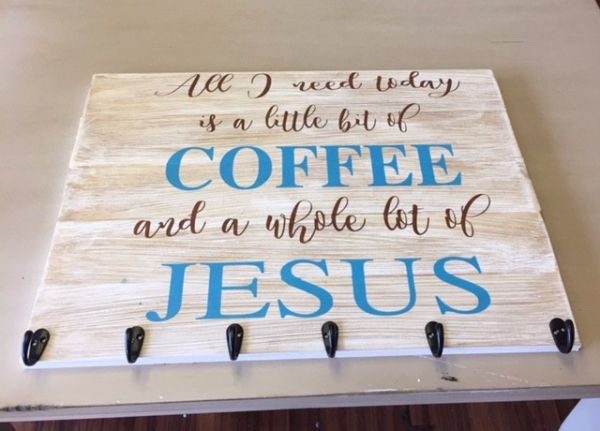 All I need today
is a little bit of
COFFEE
and a whole lot of
JESUS